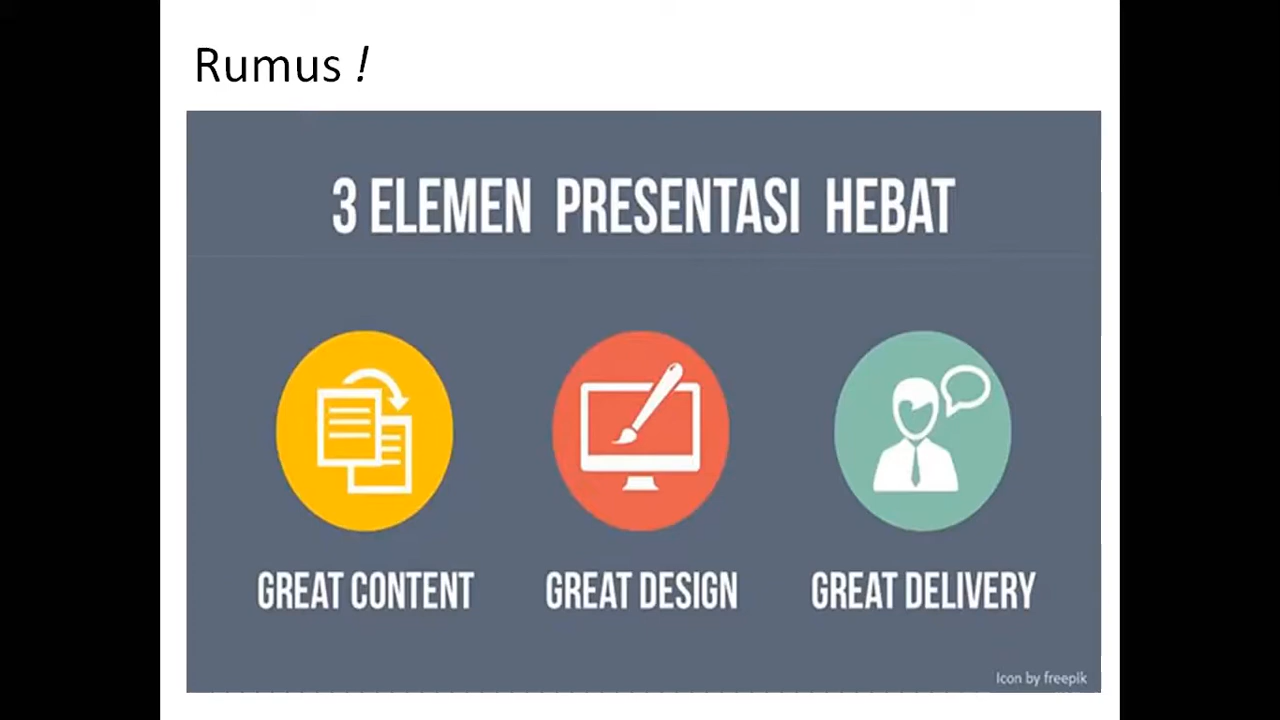 Rumus !
3 ELEMEN PRESENTASI HEBAT
GREAT CONTENT GREAT DESIGN GREAT DELIVERY
Icon by freepik